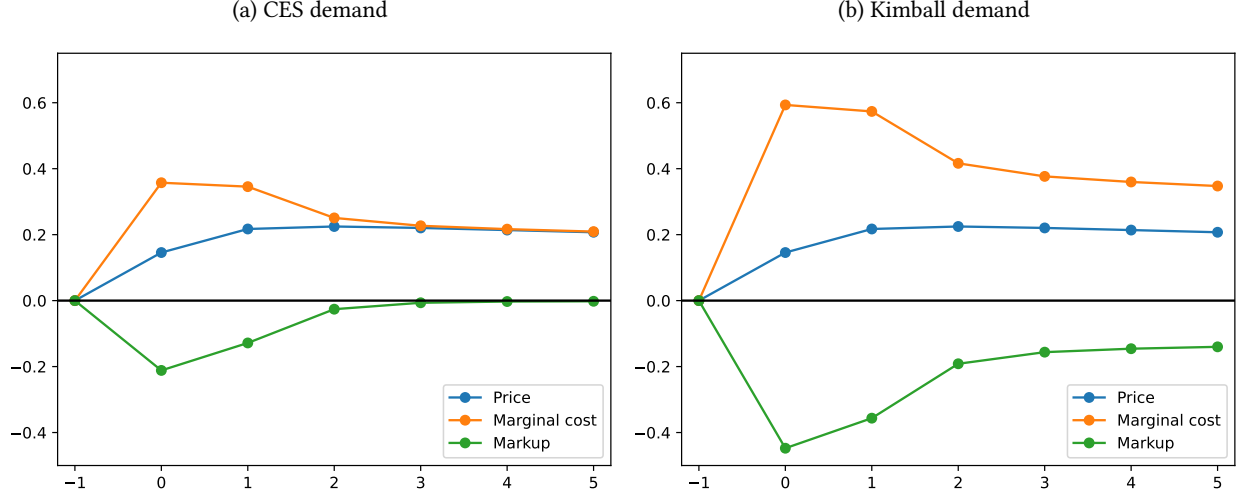 (a) CES demand
0.6
0.4
0.2
0.0
−0.2
−0.4
−1 0 1 2 3 4 5
Price
Marginal cost
Markup
(b) Kimball demand
0.6
0.4
0.2
0.0
−0.2
−0.4
−1 0 1 2 3 4 5
Price
Marginal cost
Markup